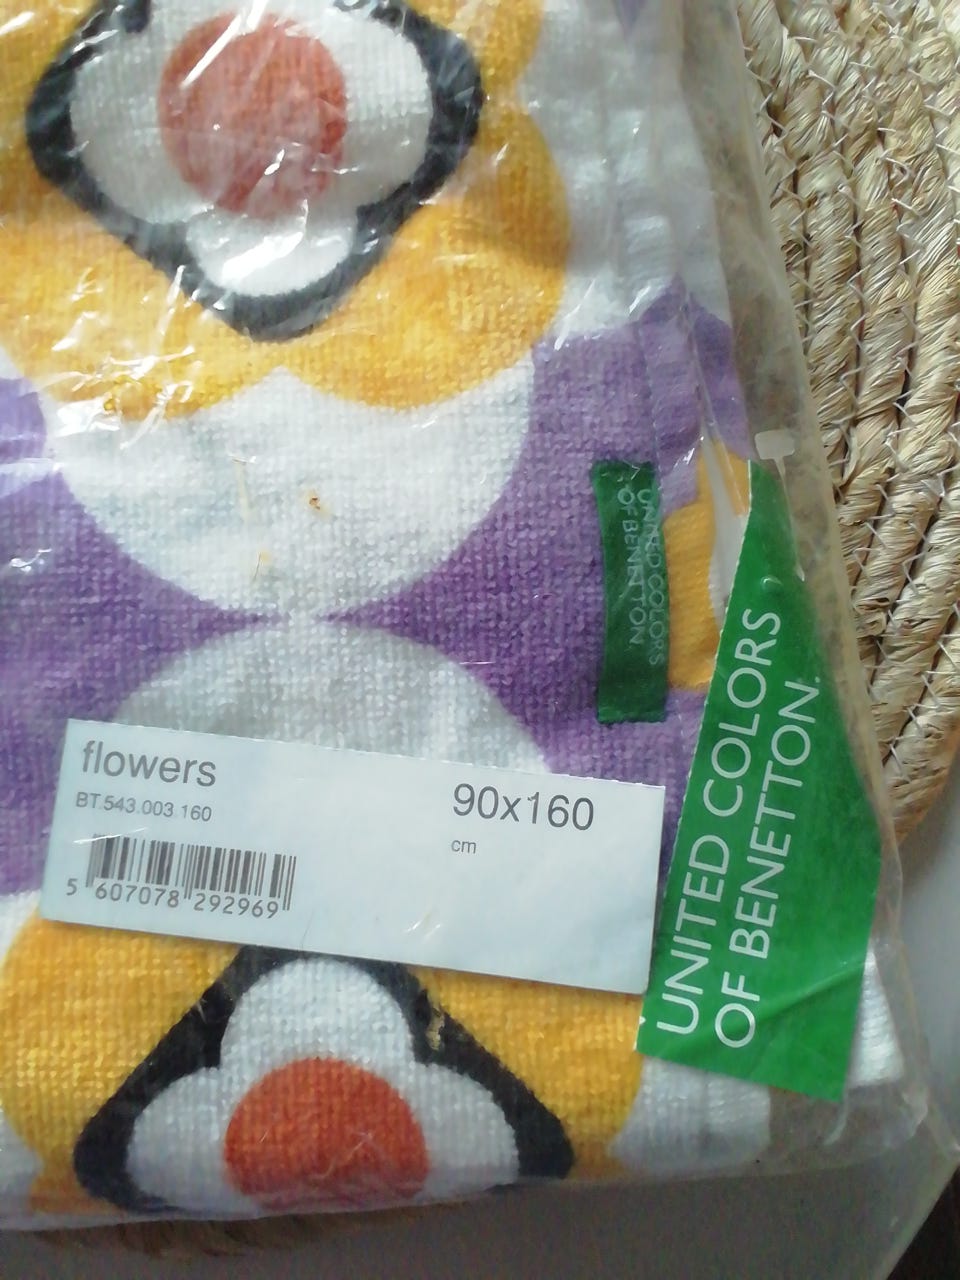 UNITED COLORS
OF BENETTON
flowers
BT.543.003.160
90x160
cm
5 607078 292969
UNITED COLORS
OF BENETTON.